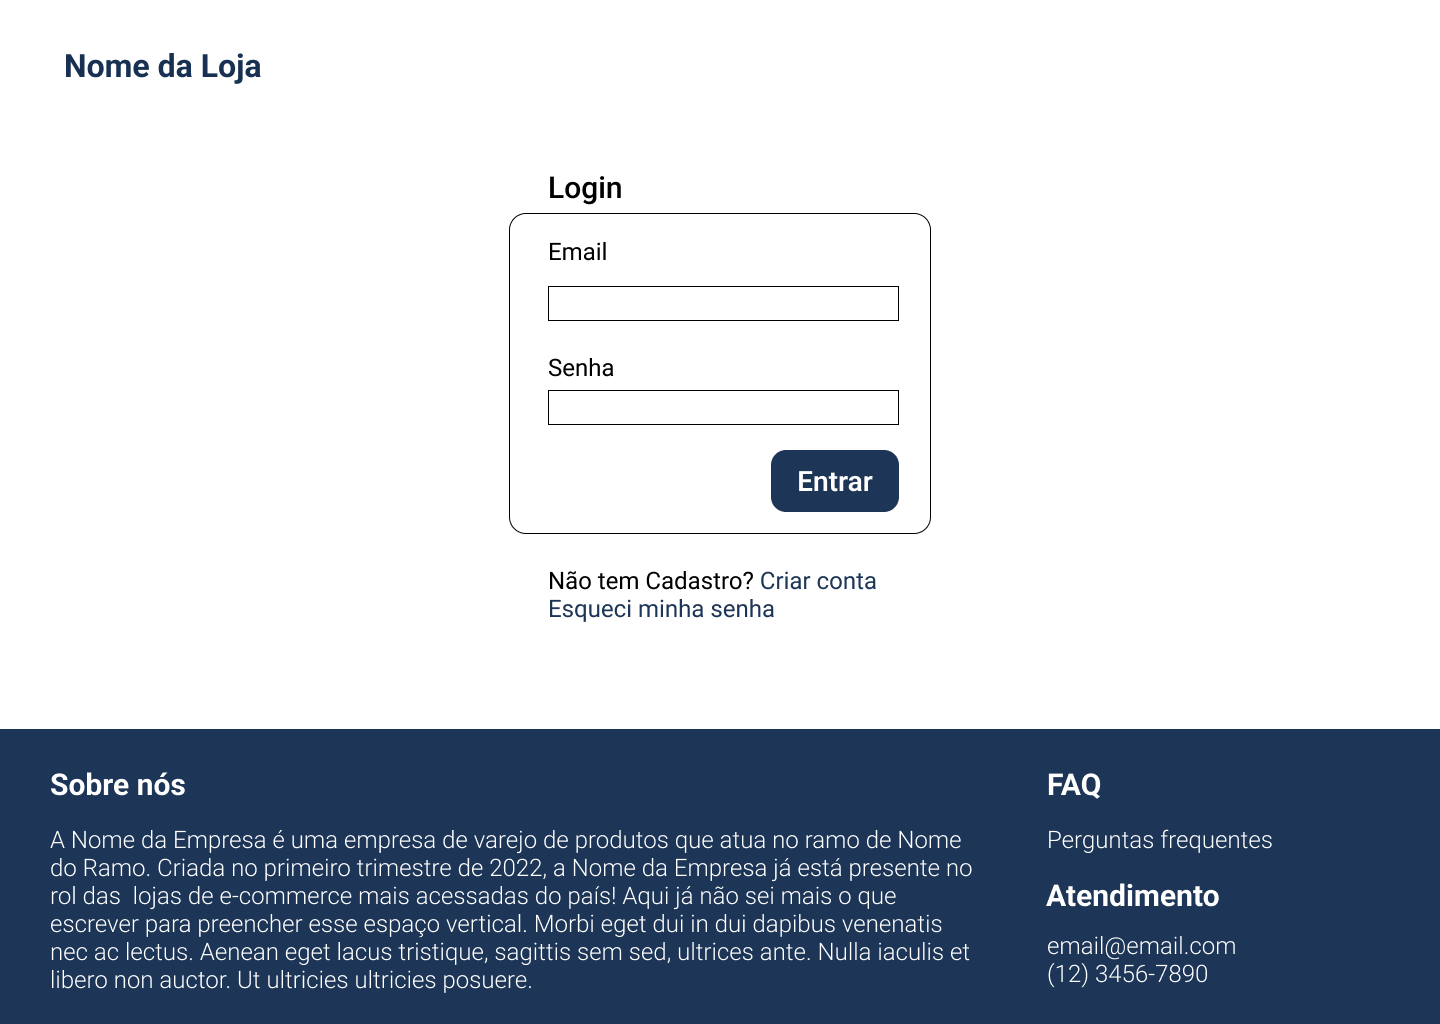 Nome da Loja
Login
Email
Senha
Entrar
Não tem Cadastro? Criar conta
Esqueci minha senha
Sobre nós
A Nome da Empresa é uma empresa de varejo de produtos que atua no ramo de Nome
do Ramo. Criada no primeiro trimestre de 2022, a Nome da Empresa já está presente no
rol das  lojas de e-commerce mais acessadas do país! Aqui já não sei mais o que
escrever para preencher esse espaço vertical. Morbi eget dui in dui dapibus venenatis
nec ac lectus. Aenean eget lacus tristique, sagittis sem sed, ultrices ante. Nulla iaculis et
libero non auctor. Ut ultricies ultricies posuere.
FAQ
Perguntas frequentes
Atendimento
email@email.com
(12) 3456-7890